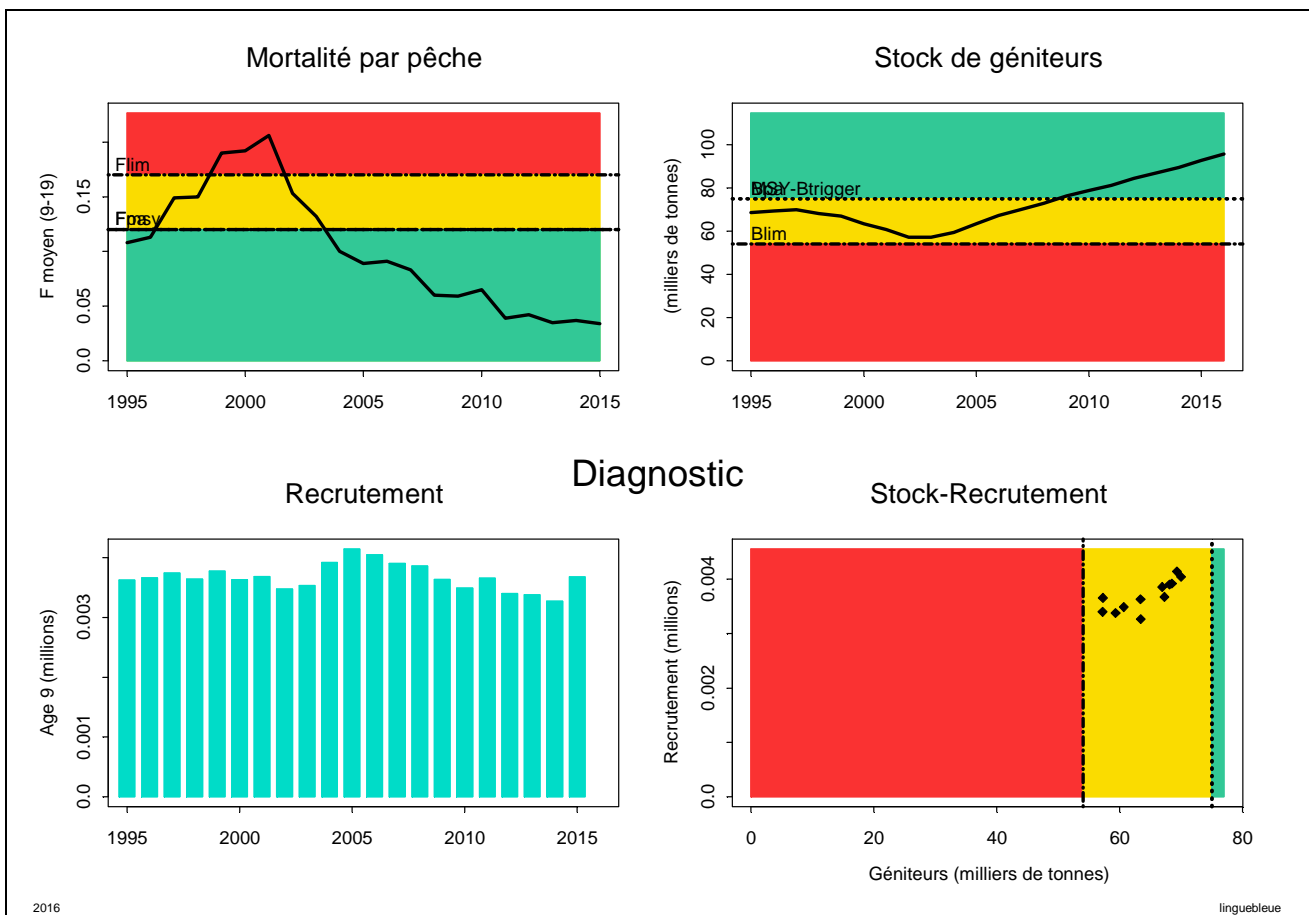 Mortalité par pêche
F moyen (9-19)
0.0
0.05
0.15
Flim
Fpa
Fmsy
1995
2000
2005
2010
2015
Stock de géniteurs
(milliers de tonnes)
0
20
40
60
80
100
Bpa
MSY-Btrigger
Blim
1995
2000
2005
2010
2015
Diagnostic
Recrutement
Age 9 (millions)
0.0
0.001
0.003
1995
2000
2005
2010
2015
Stock-Recrutement
Recrutement (millions)
0.0
0.002
0.004
0
20
40
60
80
Géniteurs (milliers de tonnes)
2016
linguebleue